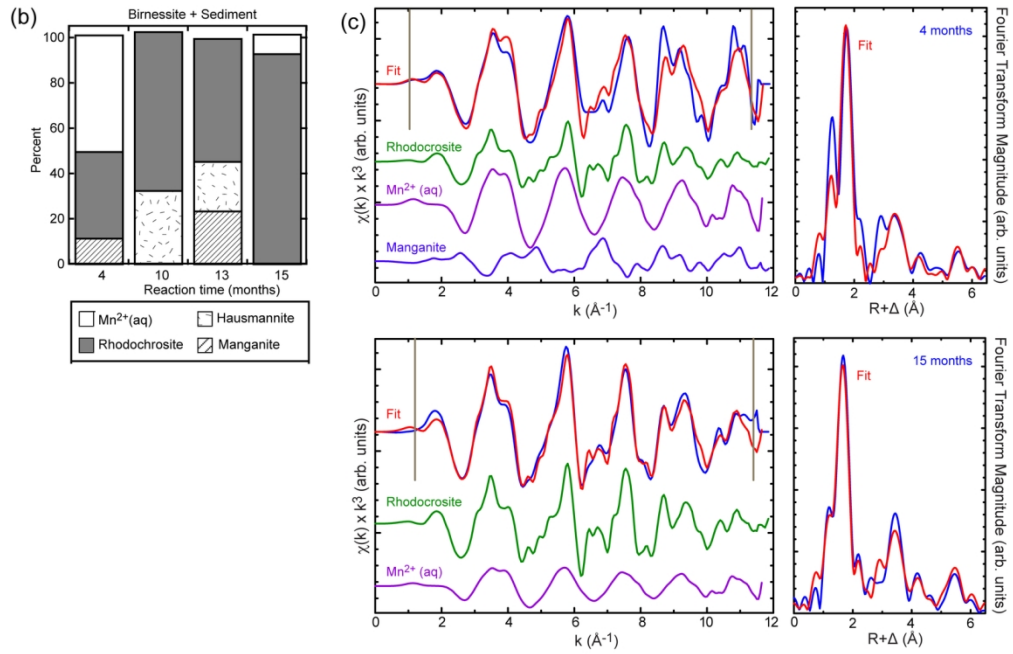 (b)
Birnessite + Sediment
100
80
60
40
20
0
Percent
4 10 13 15
Reaction time (months)
Mn²⁺(aq) Hausmannite
Rhodochrosite Manganite
(c)
Fit
Rhodocrosite
Mn²⁺ (aq)
Manganite
χ(k) x k³ (arb. units)
0 2 4 6 8 10 12
k (Å⁻¹)
4 months
Fit
Fourier Transform Magnitude (arb. units)
0 2 4 6
R+Δ (Å)
Fit
Rhodocrosite
Mn²⁺ (aq)
χ(k) x k³ (arb. units)
0 2 4 6 8 10 12
k (Å⁻¹)
15 months
Fit
Fourier Transform Magnitude (arb. units)
0 2 4 6
R+Δ (Å)